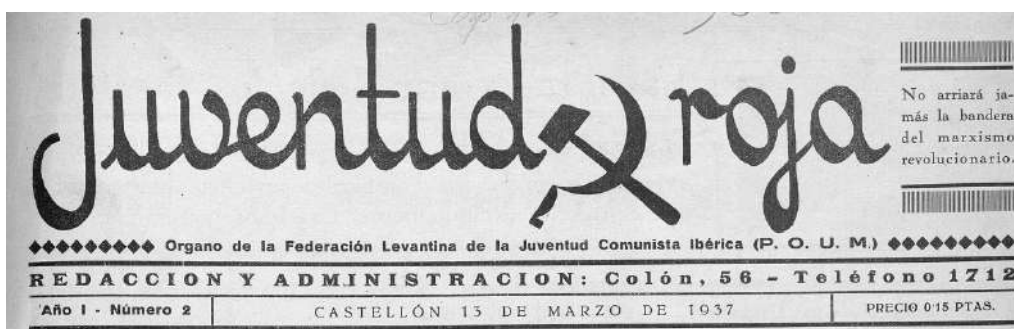 Juventud roja
No arriará ja-
más la bandera
del marxismo
revolucionario.
Organo de la Federación Levantina de la Juventud Comunista Ibérica (P. O. U. M.)
REDACCION Y ADMINISTRACION: Colón, 56 - Teléfono 1712
Año I - Número 2
CASTELLÓN 13 DE MARZO DE 1937
PRECIO 0'15 PTAS.